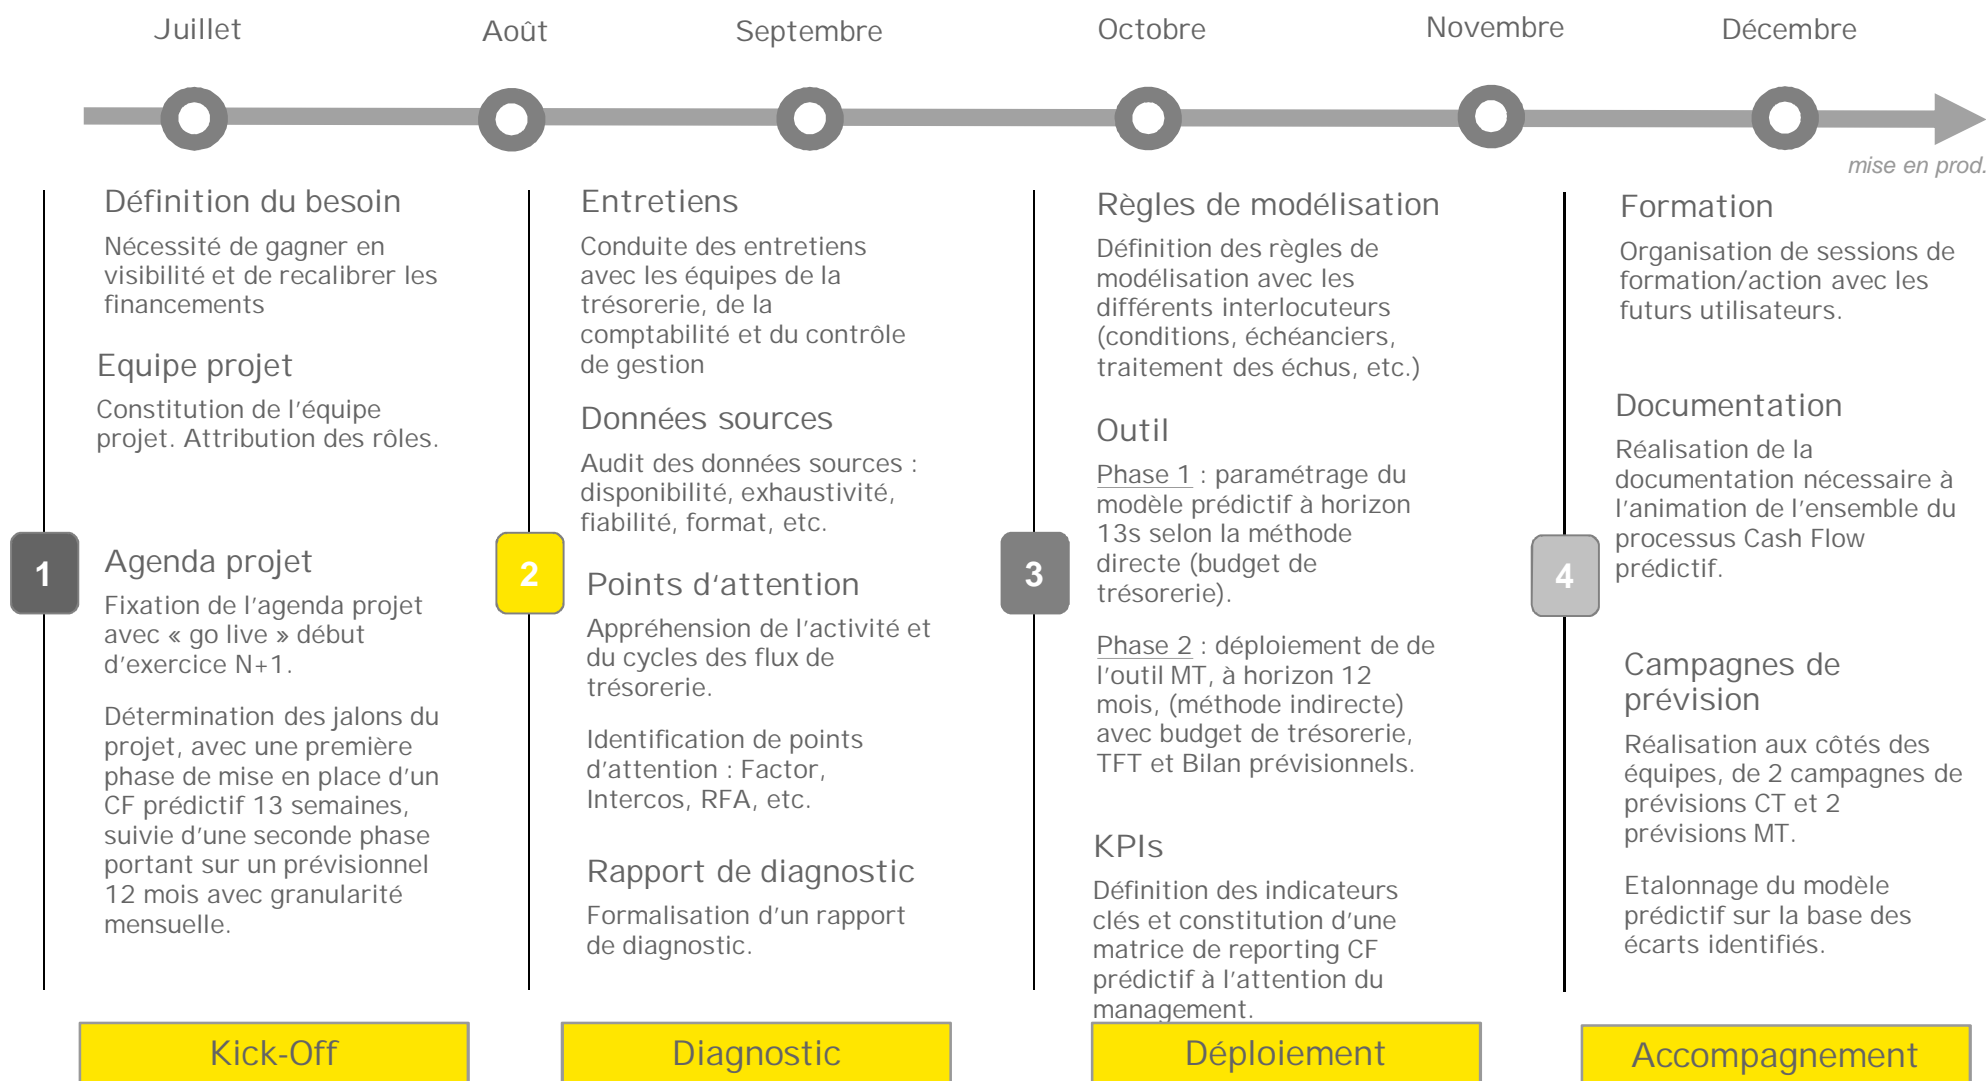 Juillet
Août
Septembre
Octobre
Novembre
Décembre
mise en prod.
1
Définition du besoin
Nécessité de gagner en
visibilité et de recalibrer les
financements
Equipe projet
Constitution de l'équipe
projet. Attribution des rôles.
Agenda projet
Fixation de l'agenda projet
avec « go live » début
d'exercice N+1.
Détermination des jalons du
projet, avec une première
phase de mise en place d'un
CF prédictif 13 semaines,
suivie d'une seconde phase
portant sur un prévisionnel
12 mois avec granularité
mensuelle.
Kick-Off
2
Entretiens
Conduite des entretiens
avec les équipes de la
trésorerie, de la
comptabilité et du contrôle
de gestion
Données sources
Audit des données sources :
disponibilité, exhaustivité,
fiabilité, format, etc.
Points d'attention
Appréhension de l'activité et
du cycles des flux de
trésorerie.
Identification de points
d'attention : Factor,
Intercos, RFA, etc.
Rapport de diagnostic
Formalisation d'un rapport
de diagnostic.
Diagnostic
3
Règles de modélisation
Définition des règles de
modélisation avec les
différents interlocuteurs
(conditions, échéanciers,
traitement des échus, etc.)
Outil
Phase 1 : paramétrage du
modèle prédictif à horizon
13s selon la méthode
directe (budget de
trésorerie).
Phase 2 : déploiement de de
l'outil MT, à horizon 12
mois, (méthode indirecte)
avec budget de trésorerie,
TFT et Bilan prévisionnels.
KPIs
Définition des indicateurs
clés et constitution d'une
matrice de reporting CF
prédictif à l'attention du
management.
Déploiement
4
Formation
Organisation de sessions de
formation/action avec les
futurs utilisateurs.
Documentation
Réalisation de la
documentation nécessaire à
l'animation de l'ensemble du
processus Cash Flow
prédictif.
Campagnes de
prévision
Réalisation aux côtés des
équipes, de 2 campagnes de
prévisions CT et 2
prévisions MT.
Etalonnage du modèle
prédictif sur la base des
écarts identifiés.
Accompagnement